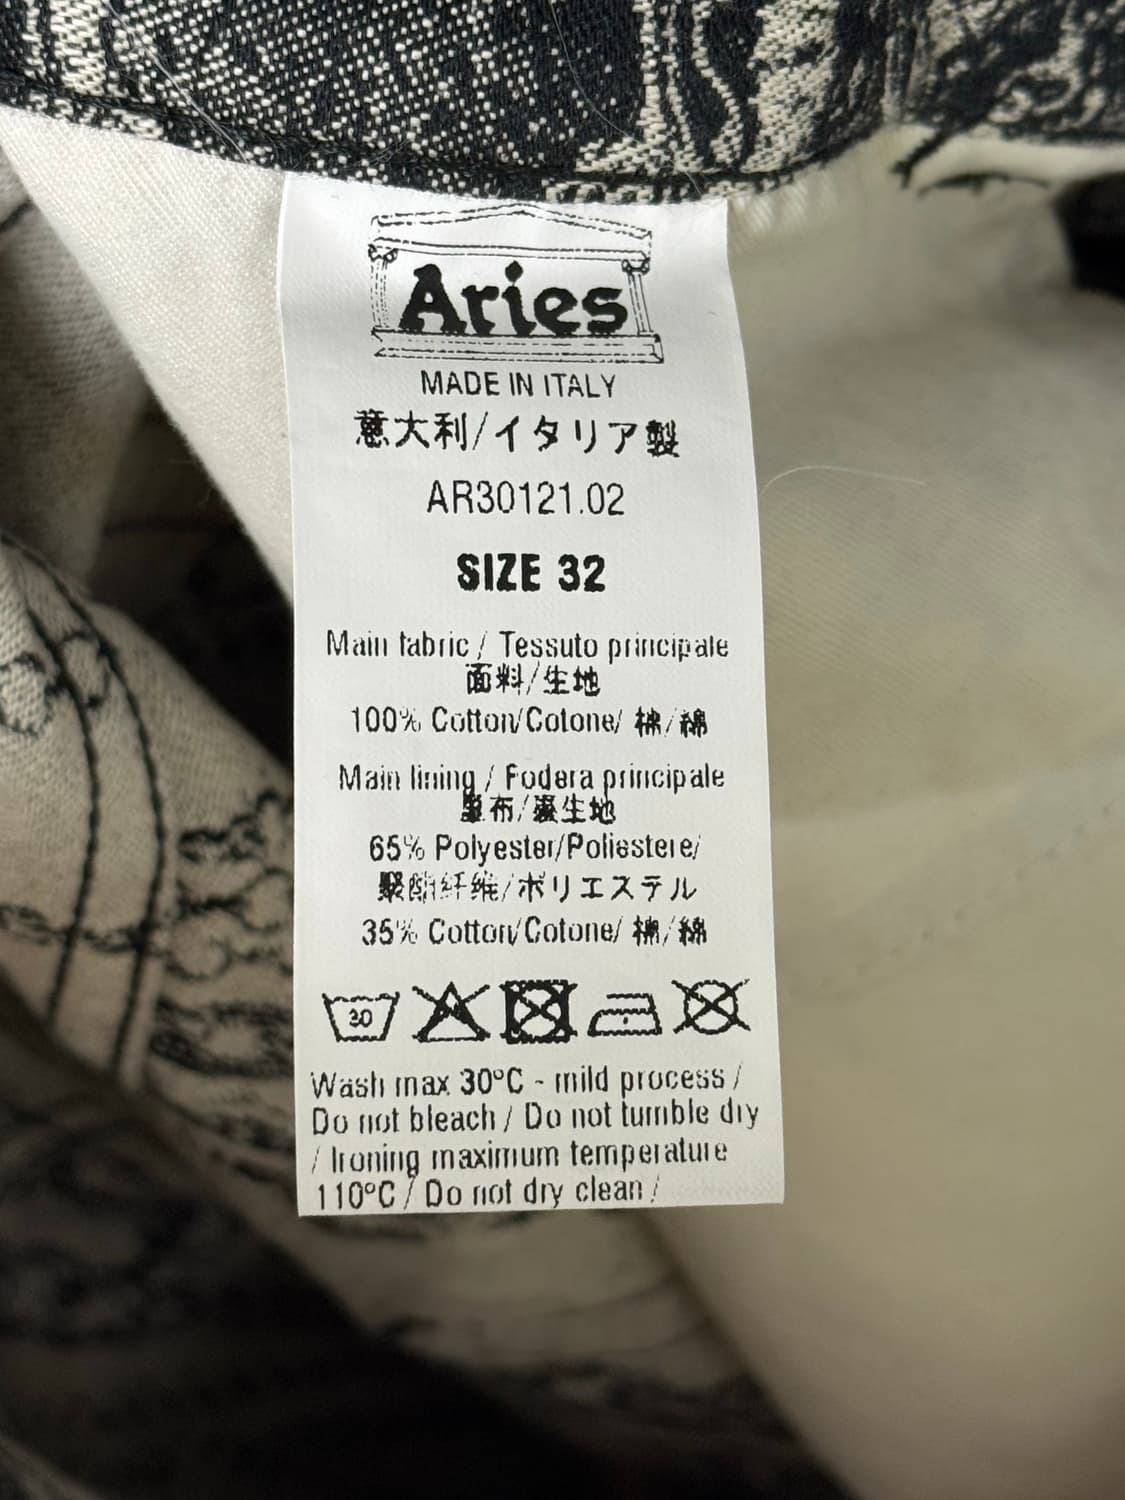 Aries
MADE IN ITALY
意大利/イタリア製
AR30121.02
SIZE 32
Main fabric / Tessuto principale
面料/生地
100% Cotton/Cotone/ 棉/綿
Main lining / Fodera principale
里布/裏生地
65% Polyester/Poliestere/
聚酯纤维/ポリエステル
35% Cotton/Cotone/ 棉/綿
30
Wash max 30°C - mild process /
Do not bleach / Do not tumble dry
/ Ironing maximum temperature
110°C / Do not dry clean /